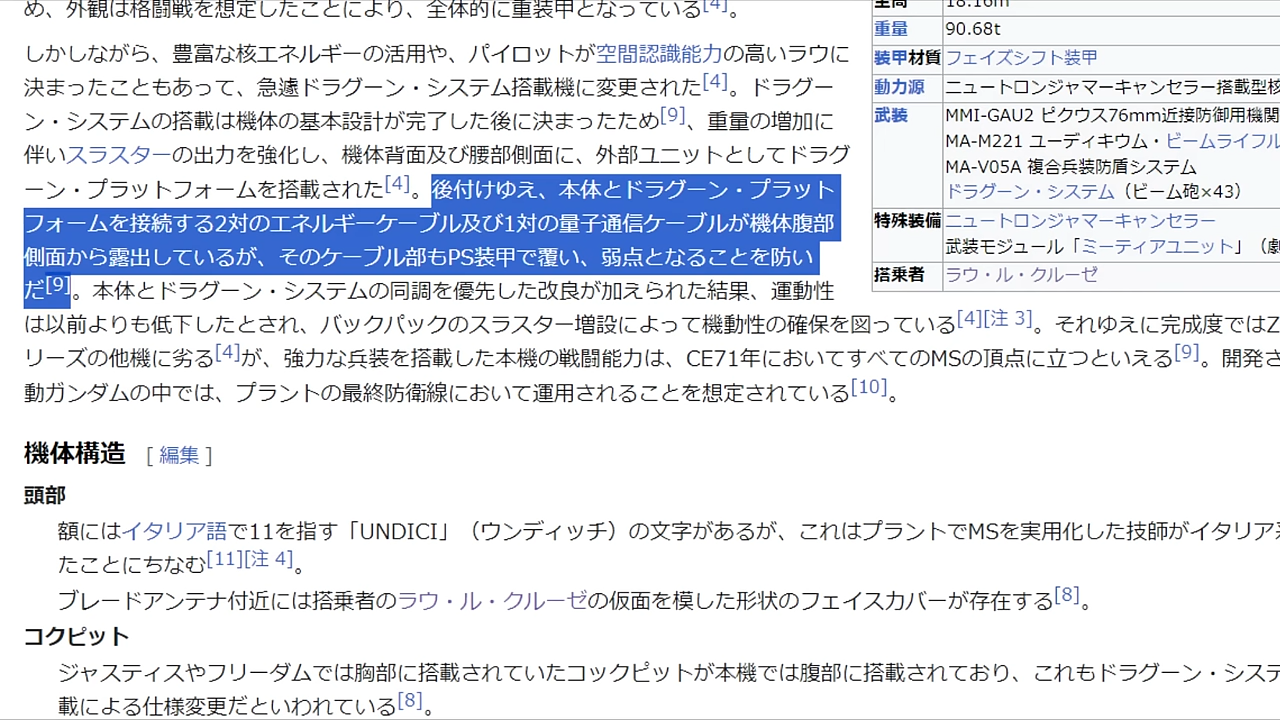 め、外観は格闘戦を想定したことにより、全体的に重装甲となっている[4]。
しかしながら、豊富な核エネルギーの活用や、パイロットが空間認識能力の高いラウに
決まったこともあって、急遽ドラグーン・システム搭載機に変更された[4]。ドラグー
ン・システムの搭載は機体の基本設計が完了した後に決まったため[9]、重量の増加に
伴いスラスターの出力を強化し、機体背面及び腰部側面に、外部ユニットとしてドラグ
ーン・プラットフォームを搭載された[4]。後付けゆえ、本体とドラグーン・プラット
フォームを接続する2対のエネルギーケーブル及び1対の量子通信ケーブルが機体腹部
側面から露出しているが、そのケーブル部もPS装甲で覆い、弱点となることを防い
だ[9]。本体とドラグーン・システムの同調を優先した改良が加えられた結果、運動性
は以前よりも低下したとされ、バックパックのスラスター増設によって機動性の確保を図っている[4][注 3]。それゆえに完成度ではZ
リーズの他機に劣る[4]が、強力な兵装を搭載した本機の戦闘能力は、CE71年においてすべてのMSの頂点に立つといえる[9]。開発さ
動ガンダムの中では、プラントの最終防衛線において運用されることを想定されている[10]。
全高 18.16m
重量 90.68t
装甲材質 フェイズシフト装甲
動力源 ニュートロンジャマーキャンセラー搭載型核
武装 MMI-GAU2 ピクウス76mm近接防御用機関
MA-M221 ユーディキウム・ビームライフル
MA-V05A 複合兵装防盾システム
ドラグーン・システム（ビーム砲×43）
特殊装備 ニュートロンジャマーキャンセラー
武装モジュール「ミーティアユニット」（劇
搭乗者 ラウ・ル・クルーゼ
機体構造 [ 編集 ]
頭部
額にはイタリア語で11を指す「UNDICI」（ウンディッチ）の文字があるが、これはプラントでMSを実用化した技師がイタリア系
たことにちなむ[11][注 4]。
ブレードアンテナ付近には搭乗者のラウ・ル・クルーゼの仮面を模した形状のフェイスカバーが存在する[8]。
コクピット
ジャスティスやフリーダムでは胸部に搭載されていたコックピットが本機では腹部に搭載されており、これもドラグーン・システ
載による仕様変更だといわれている[8]。